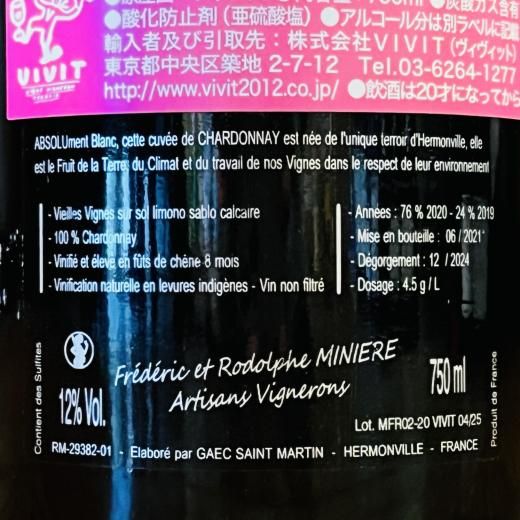 ●酸化防止剤（亜硫酸塩）●アルコール分は別ラベルに記載
輸入者及び引取先：株式会社VIVIT（ヴィヴィット）
東京都中央区築地 2-7-12 Tel.03-6264-1277
http://www.vivit2012.co.jp/ ●飲酒は20才になってから
VIVIT
ABSOLUment Blanc, cette cuvée de CHARDONNAY est née de l'unique terroir d'Hermonville, elle
est le Fruit de la Terre, du Climat et du travail de nos Vignes dans le respect de leur environnement
- Vieilles Vignes sur sol limono sablo calcaire
- 100 % Chardonnay
- Vinifié et élevé en fûts de chêne 8 mois
- Vinification naturelle en levures indigènes - Vin non filtré
- Années : 76 % 2020 - 24 % 2019
- Mise en bouteille : 06 / 2021
- Dégorgement : 12 / 2024
- Dosage : 4.5 g / L
Contient des Sulfites
12% Vol.
Frédéric et Rodolphe MINIERE
Artisans Vignerons
750 ml
Produit de France
Lot. MFR02-20 VIVIT 04/25
RM-29382-01 - Elaboré par GAEC SAINT MARTIN - HERMONVILLE - FRANCE